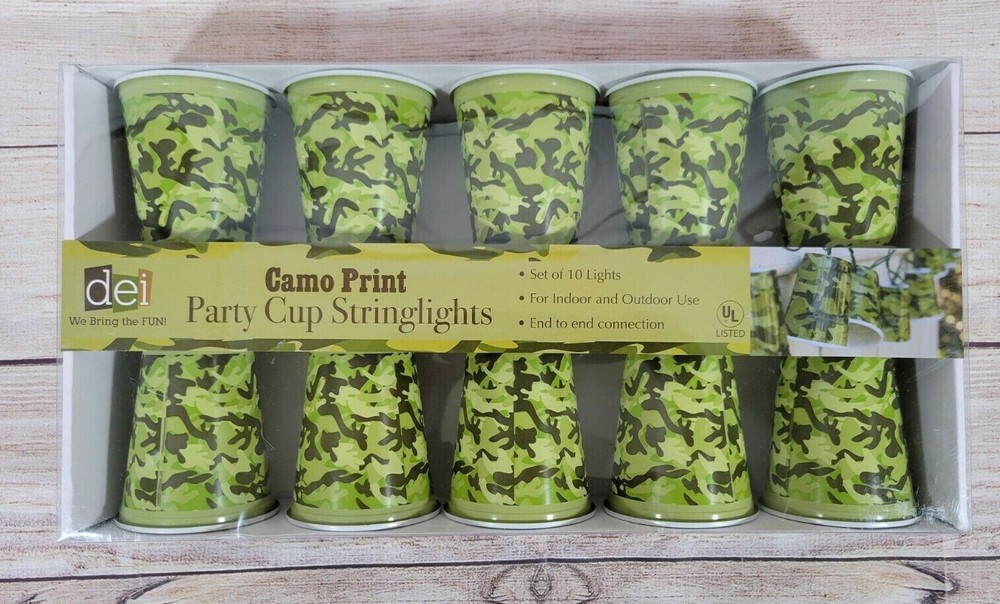 dei
We Bring the FUN!
Camo Print
Party Cup Stringlights
• Set of 10 Lights
• For Indoor and Outdoor Use
• End to end connection
UL
LISTED